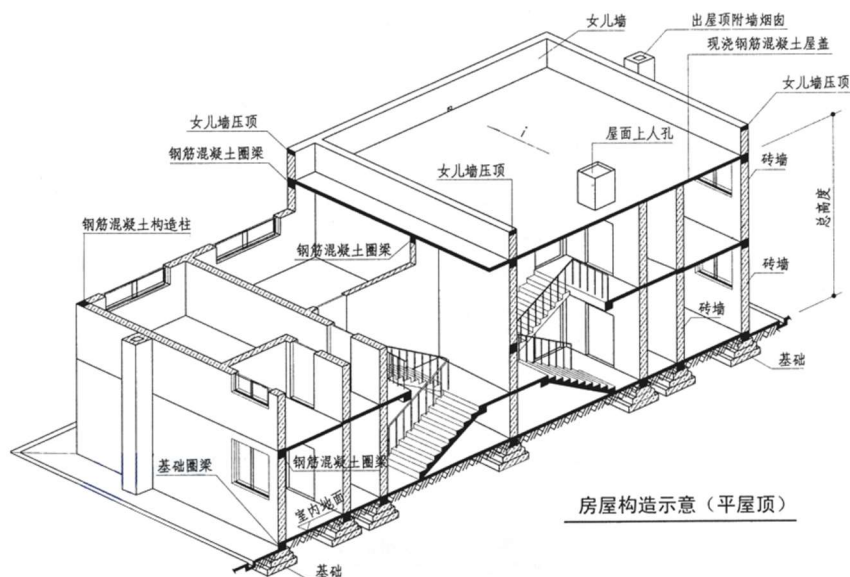 女儿墙
出屋顶附墙烟囱
现浇钢筋混凝土屋盖
女儿墙压顶
女儿墙压顶
钢筋混凝土圈梁
i
屋面上人孔
女儿墙压顶
砖墙
总高度
钢筋混凝土构造柱
钢筋混凝土圈梁
砖墙
砖墙
基础
基础圈梁
钢筋混凝土圈梁
室内地面
房屋构造示意（平屋顶）
基础